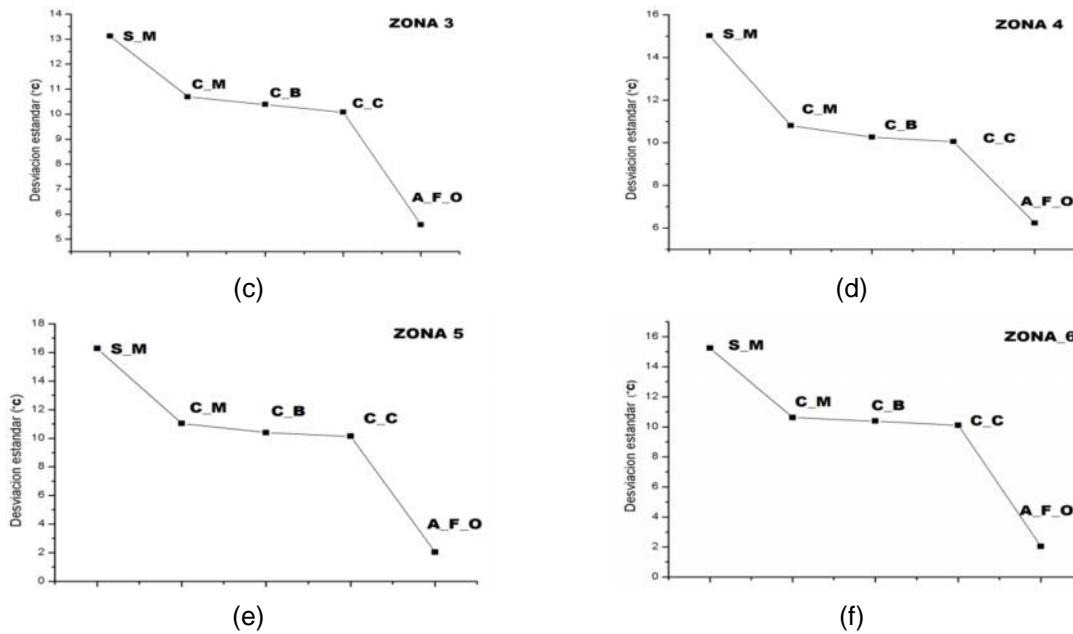 ZONA 3
14
13
12
11
10
9
8
7
6
5
Desviacion estandar (°c)
S_M
C_M
C_B
C_C
A_F_O
(c)
ZONA 4
16
14
12
10
8
6
Desviacion estandar (°c)
S_M
C_M
C_B
C_C
A_F_O
(d)
ZONA 5
18
16
14
12
10
8
6
4
2
0
Desviacion estandar (°c)
S_M
C_M
C_B
C_C
A_F_O
(e)
ZONA_6
16
14
12
10
8
6
4
2
0
Desviacion estandar (°c)
S_M
C_M
C_B
C_C
A_F_O
(f)